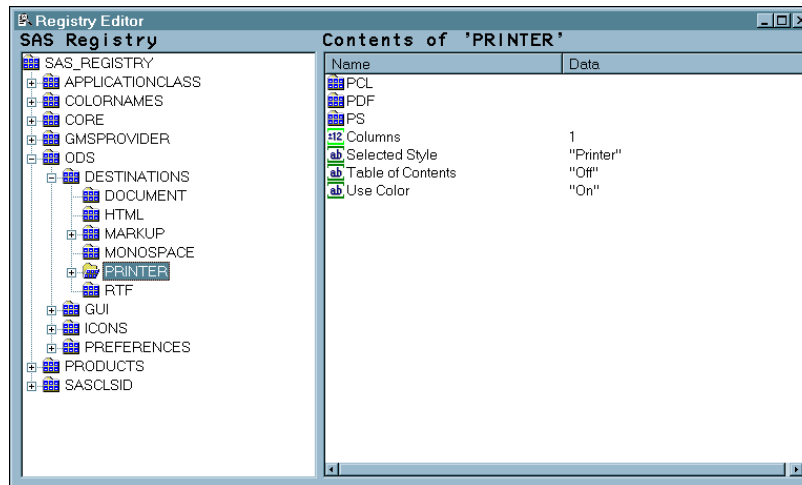 Registry Editor
SAS Registry
Contents of 'PRINTER'
SAS_REGISTRY
APPLICATIONCLASS
COLORNAMES
CORE
GMSPROVIDER
ODS
DESTINATIONS
DOCUMENT
HTML
MARKUP
MONOSPACE
PRINTER
RTF
GUI
ICONS
PREFERENCES
PRODUCTS
SASCLSID
Name Data
PCL
PDF
PS
Columns 1
Selected Style "Printer"
Table of Contents "Off"
Use Color "On"